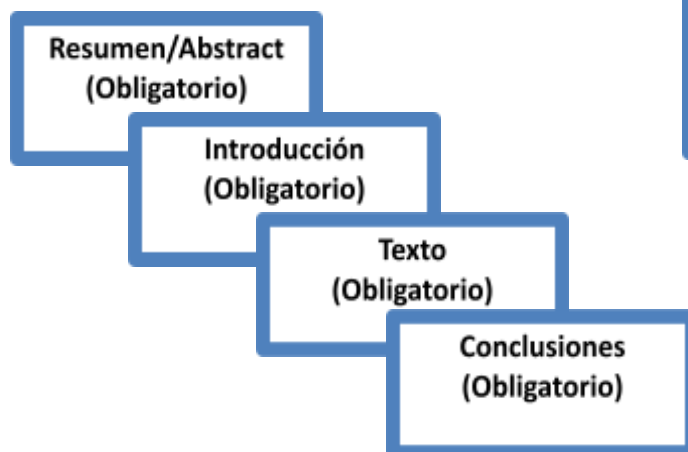 Resumen/Abstract
(Obligatorio)
Introducción
(Obligatorio)
Texto
(Obligatorio)
Conclusiones
(Obligatorio)